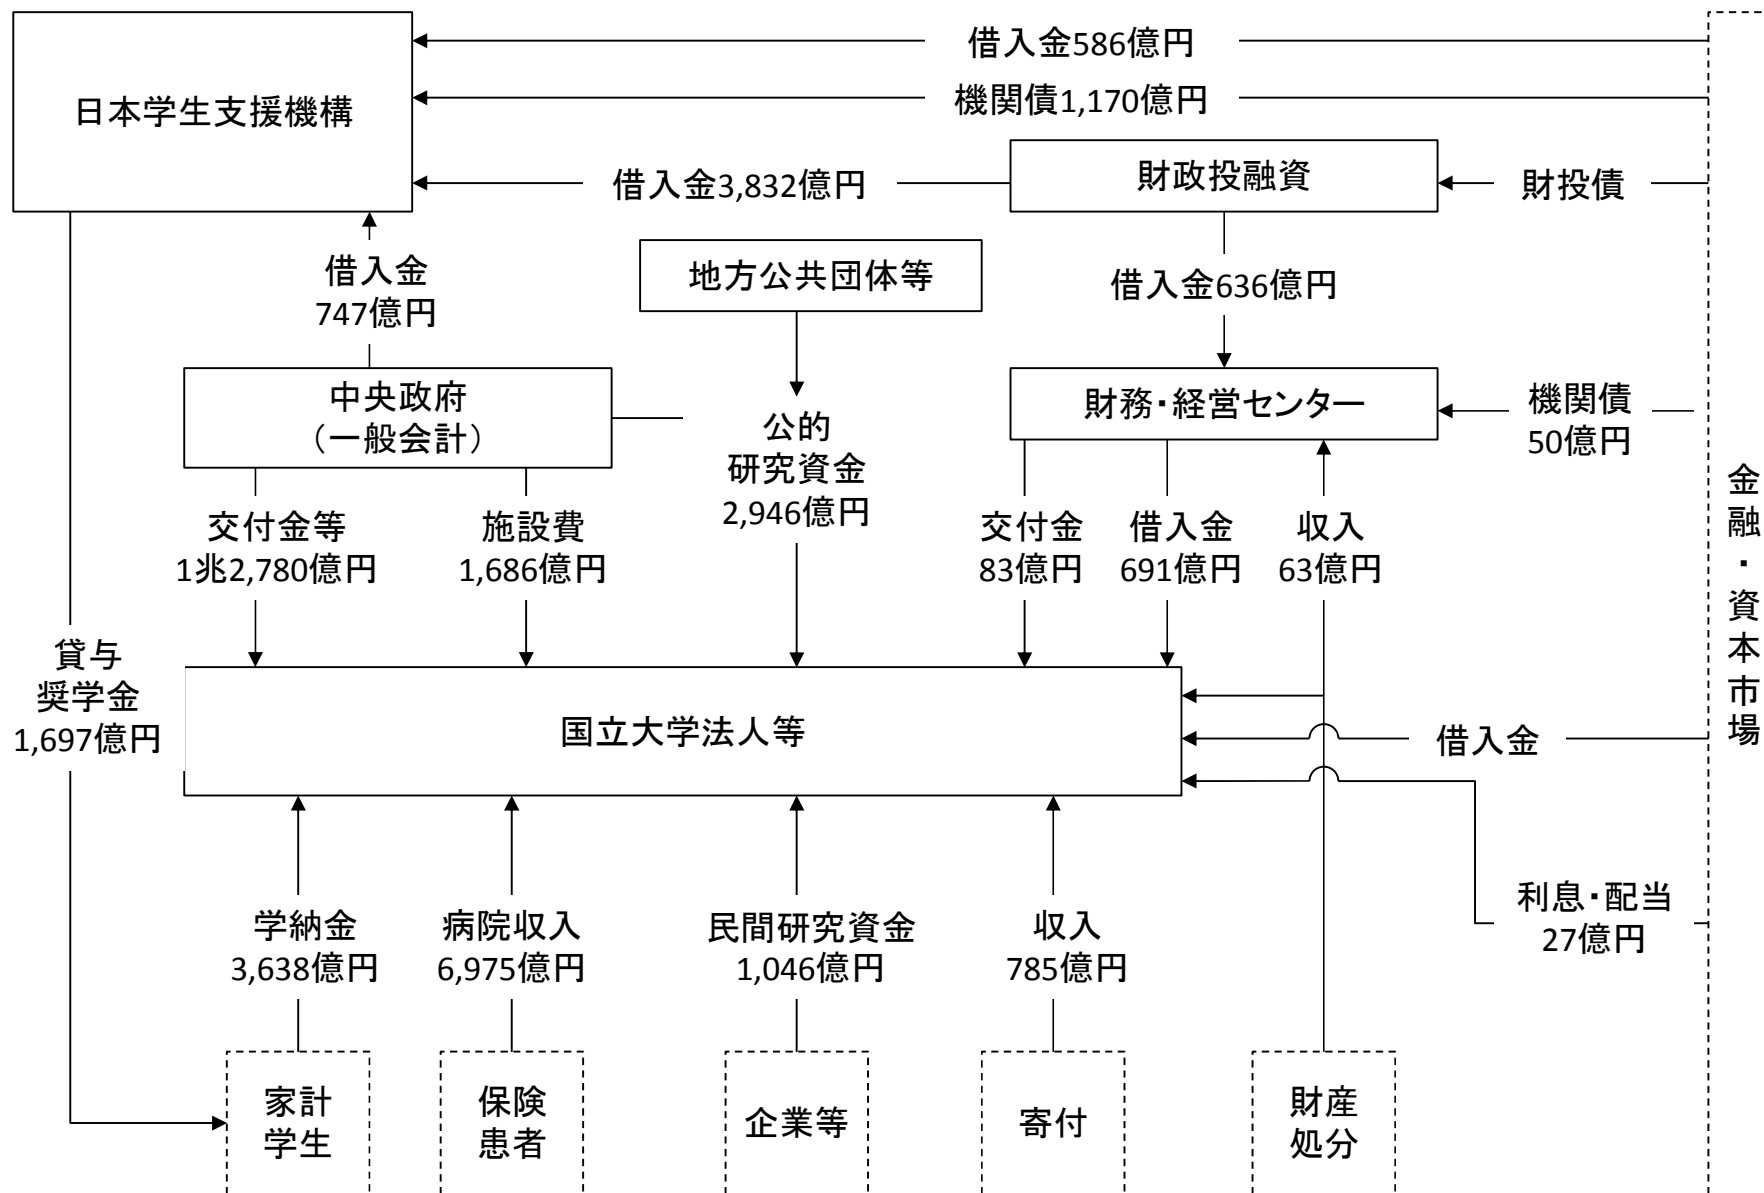 借入金586億円
機関債1,170億円
日本学生支援機構
借入金3,832億円
財政投融資
財投債
借入金
747億円
地方公共団体等
借入金636億円
中央政府
（一般会計）
公的
研究資金
2,946億円
財務・経営センター
機関債
50億円
交付金等
1兆2,780億円
施設費
1,686億円
交付金
83億円
借入金
691億円
収入
63億円
金融・資本市場
貸与
奨学金
1,697億円
国立大学法人等
借入金
学納金
3,638億円
病院収入
6,975億円
民間研究資金
1,046億円
収入
785億円
利息・配当
27億円
家計
学生
保険
患者
企業等
寄付
財産
処分